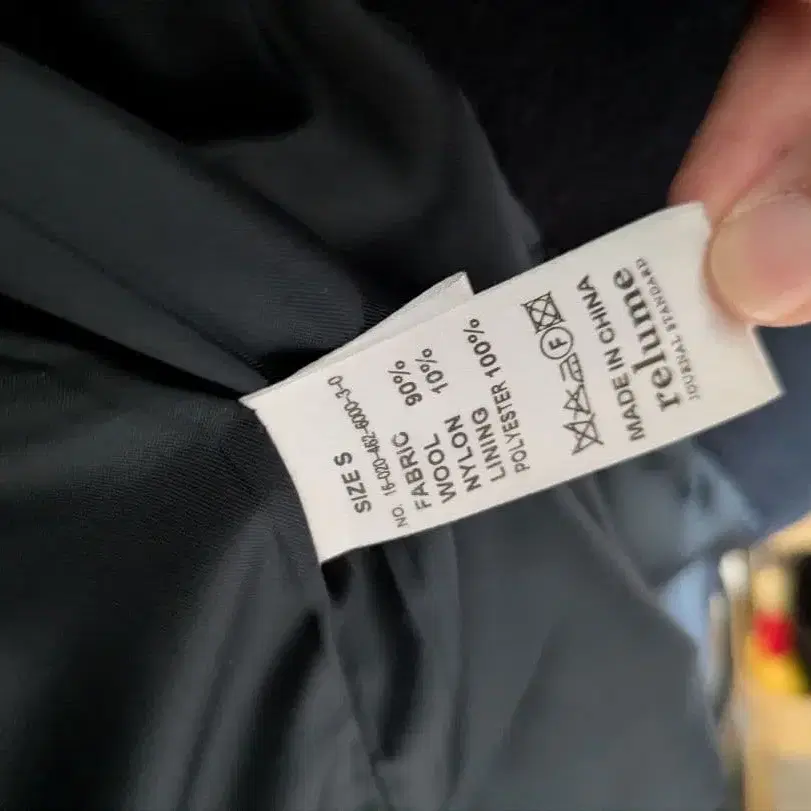 SIZE S
NO. 16-020-462-6000-3-0
FABRIC
WOOL 90%
NYLON 10%
LINING
POLYESTER 100%
F
MADE IN CHINA
relume
JOURNAL STANDARD